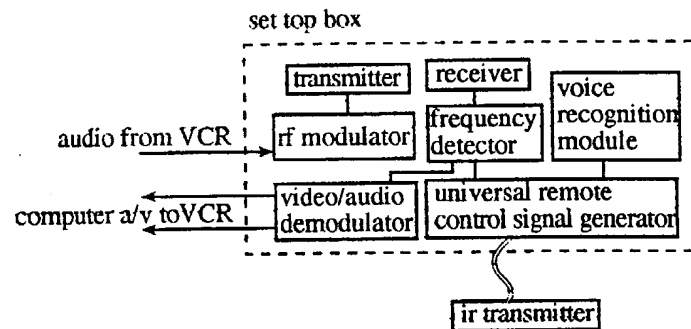 set top box
transmitter
receiver
voice
recognition
module
audio from VCR
rf modulator
frequency
detector
computer a/v toVCR
video/audio
demodulator
universal remote
control signal generator
ir transmitter